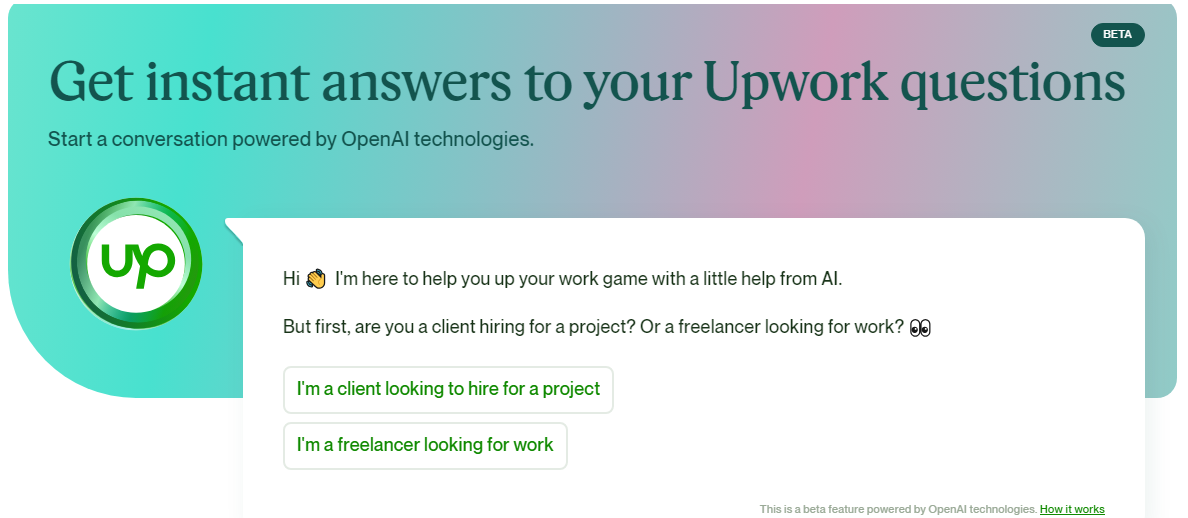 BETA
Get instant answers to your Upwork questions
Start a conversation powered by OpenAI technologies.
up
Hi 👋 I'm here to help you up your work game with a little help from AI.
But first, are you a client hiring for a project? Or a freelancer looking for work? 👀
I'm a client looking to hire for a project
I'm a freelancer looking for work
This is a beta feature powered by OpenAI technologies. How it works